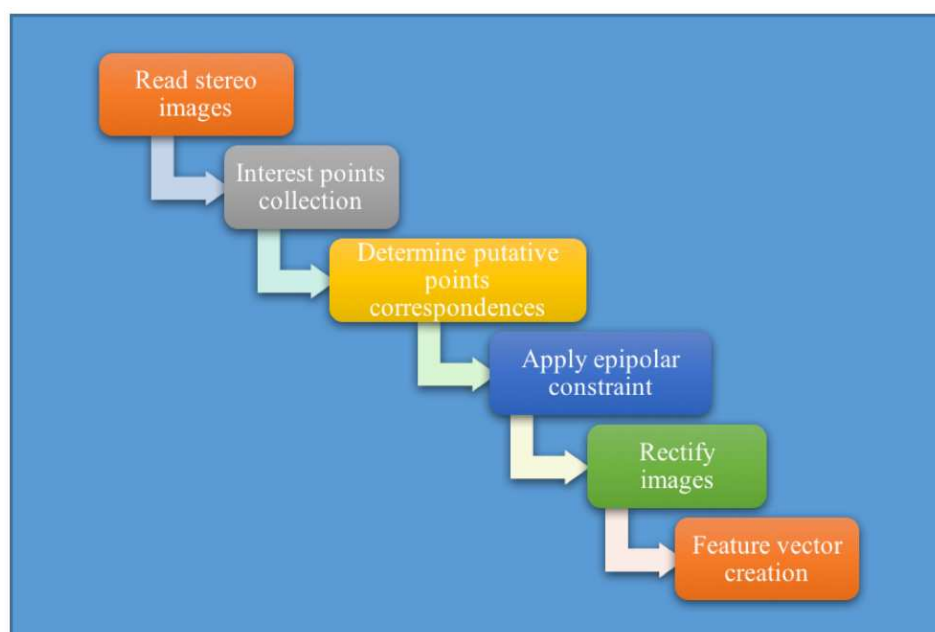 Read stereo
images
Interest points
collection
Determine putative
points
correspondences
Apply epipolar
constraint
Rectify
images
Feature vector
creation